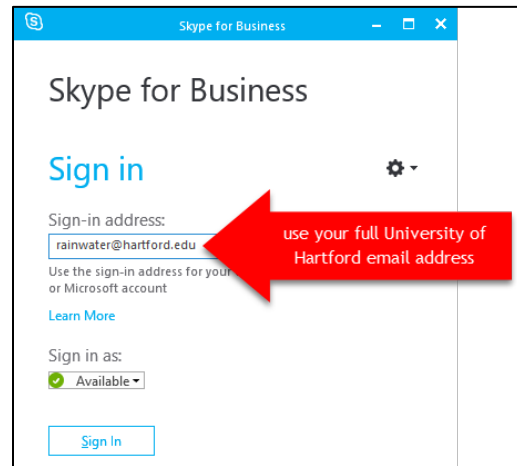 Skype for Business
Skype for Business
Sign in
Sign-in address:
rainwater@hartford.edu
use your full University of
Hartford email address
Use the sign-in address for your
or Microsoft account
Learn More
Sign in as:
Available
Sign In